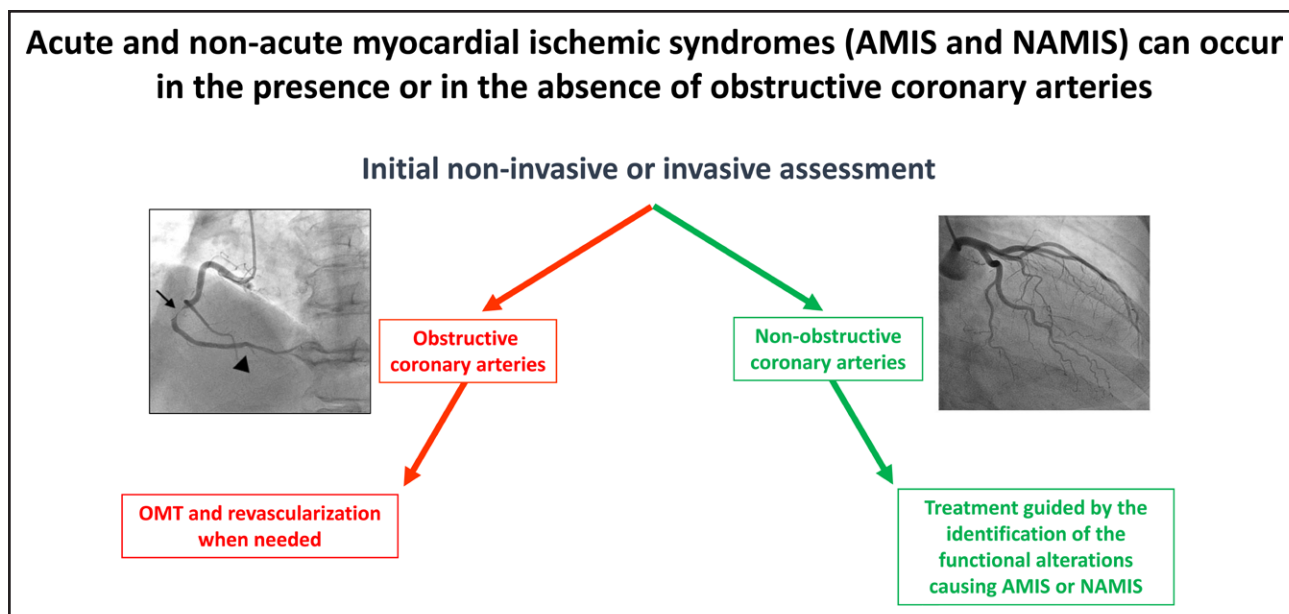 Acute and non-acute myocardial ischemic syndromes (AMIS and NAMIS) can occur
in the presence or in the absence of obstructive coronary arteries
Initial non-invasive or invasive assessment
Obstructive
coronary arteries
Non-obstructive
coronary arteries
OMT and revascularization
when needed
Treatment guided by the
identification of the
functional alterations
causing AMIS or NAMIS